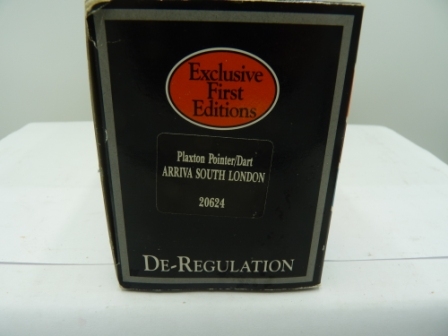 Exclusive
First
Editions
Plaxton Pointer/Dart
ARRIVA SOUTH LONDON
20624
DE-REGULATION